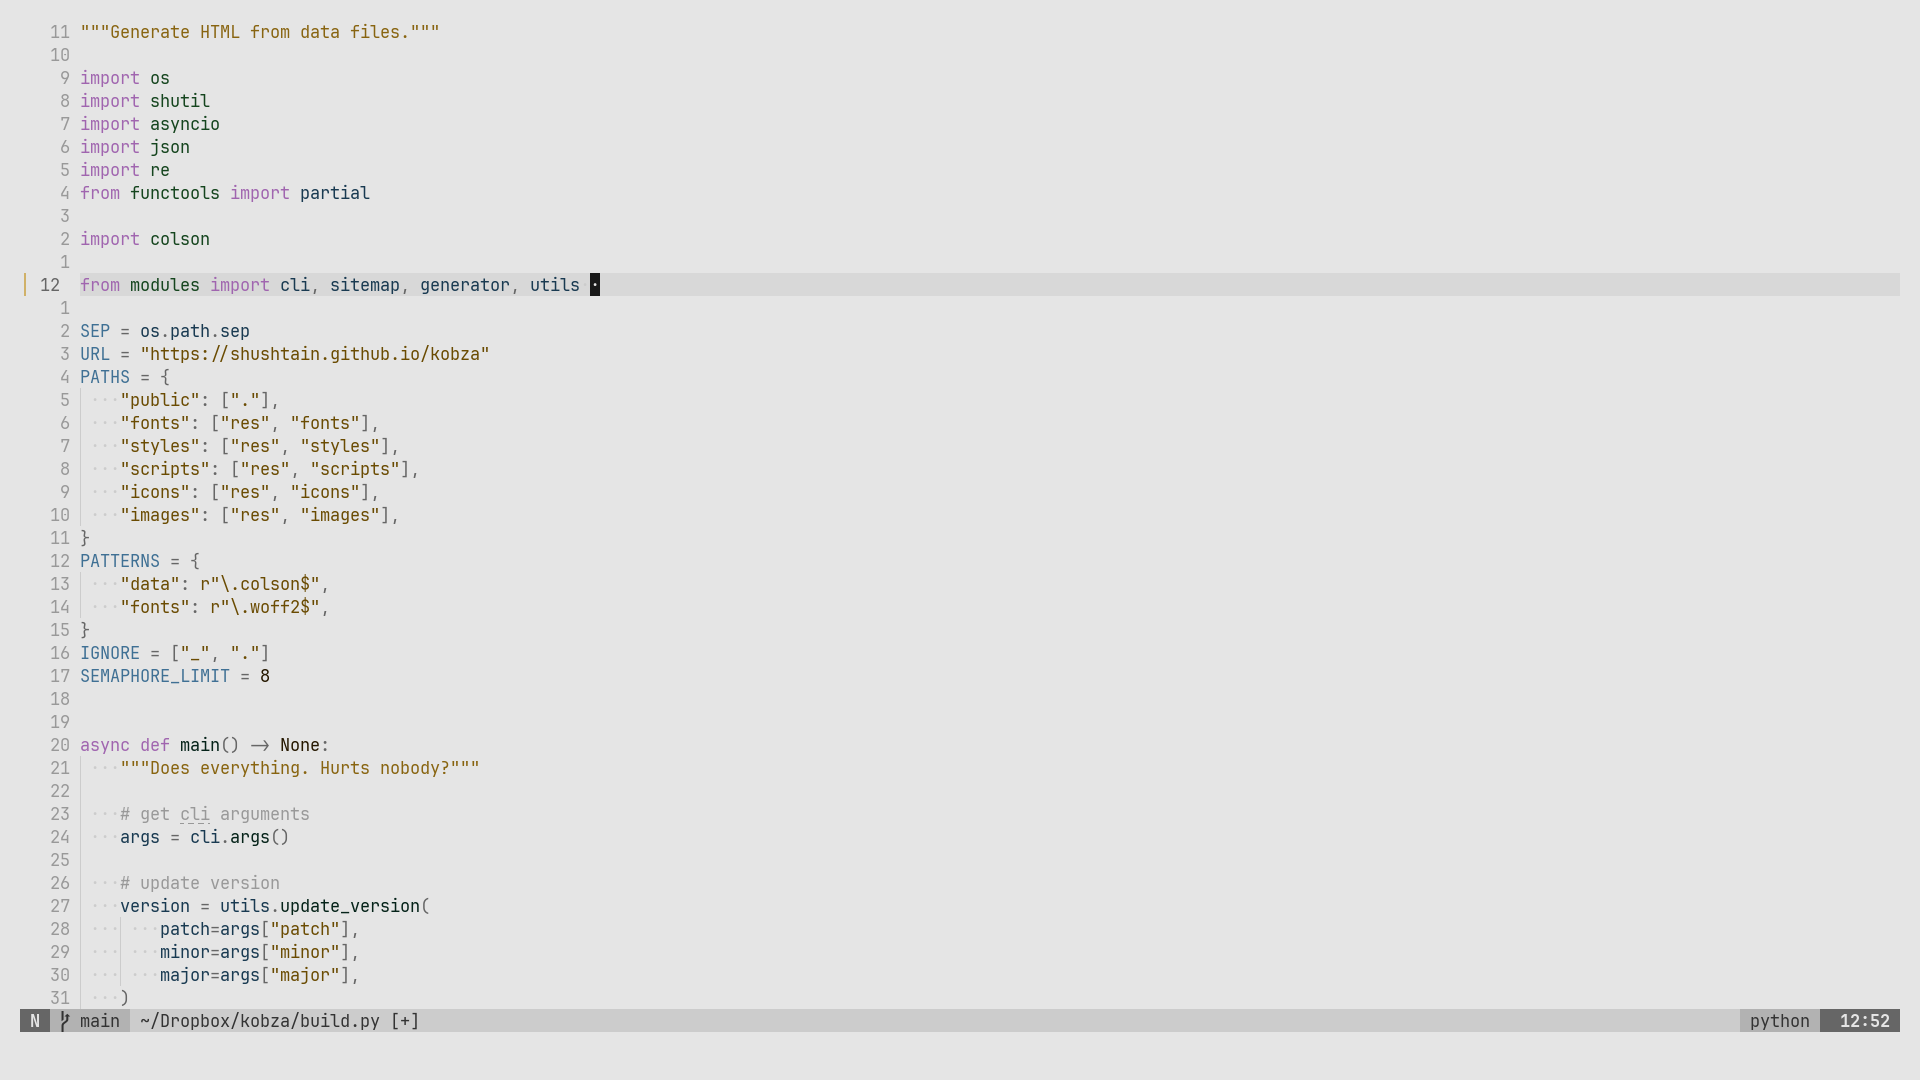 11 """Generate HTML from data files."""
10
9 import os
8 import shutil
7 import asyncio
6 import json
5 import re
4 from functools import partial
3
2 import colson
1
12 from modules import cli, sitemap, generator, utils
1
2 SEP = os.path.sep
3 URL = "https://shushtain.github.io/kobza"
4 PATHS = {
5 ····"public": ["."],
6 ····"fonts": ["res", "fonts"],
7 ····"styles": ["res", "styles"],
8 ····"scripts": ["res", "scripts"],
9 ····"icons": ["res", "icons"],
10 ····"images": ["res", "images"],
11 }
12 PATTERNS = {
13 ····"data": r"\.colson$",
14 ····"fonts": r"\.woff2$",
15 }
16 IGNORE = ["_", "."]
17 SEMAPHORE_LIMIT = 8
18
19
20 async def main() -> None:
21 ····"""Does everything. Hurts nobody?"""
22
23 ····# get cli arguments
24 ····args = cli.args()
25
26 ····# update version
27 ····version = utils.update_version(
28 ········patch=args["patch"],
29 ········minor=args["minor"],
30 ········major=args["major"],
31 ····)
N main ~/Dropbox/kobza/build.py [+] python 12:52